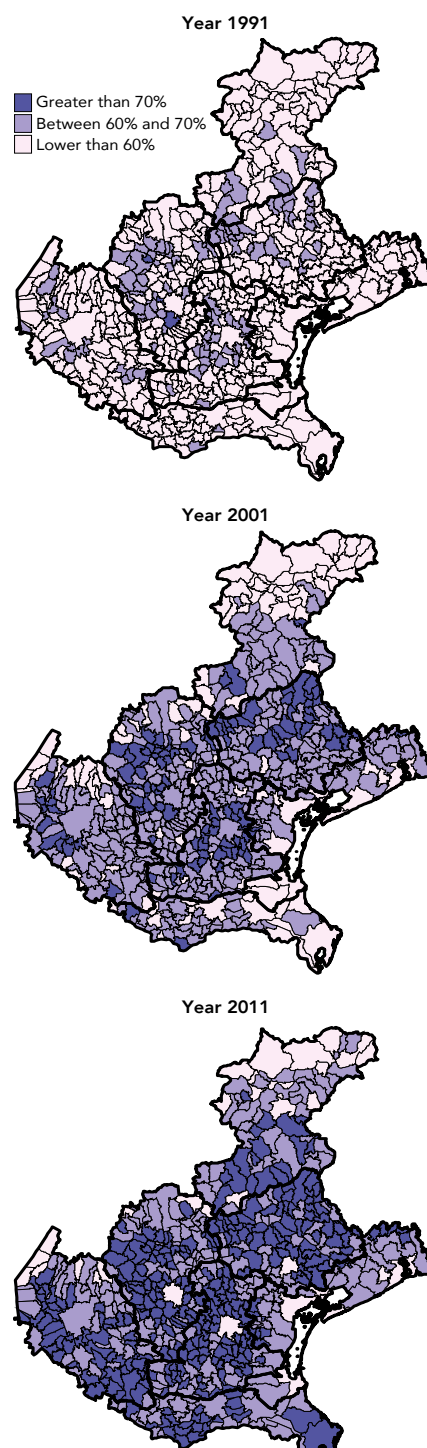 Year 1991
Greater than 70%
Between 60% and 70%
Lower than 60%
Year 2001
Year 2011